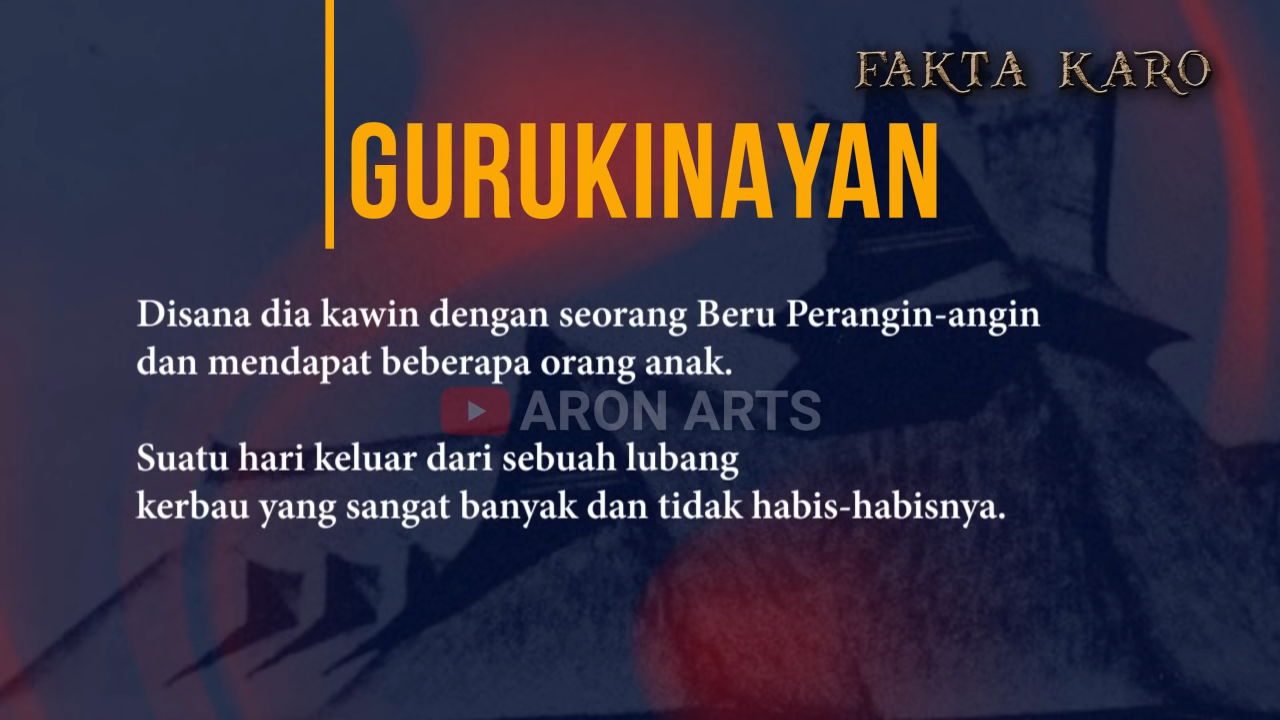 FAKTA KARO
GURUKINAYAN
Disana dia kawin dengan seorang Beru Perangin-angin
dan mendapat beberapa orang anak.
ARON ARTS
Suatu hari keluar dari sebuah lubang
kerbau yang sangat banyak dan tidak habis-habisnya.